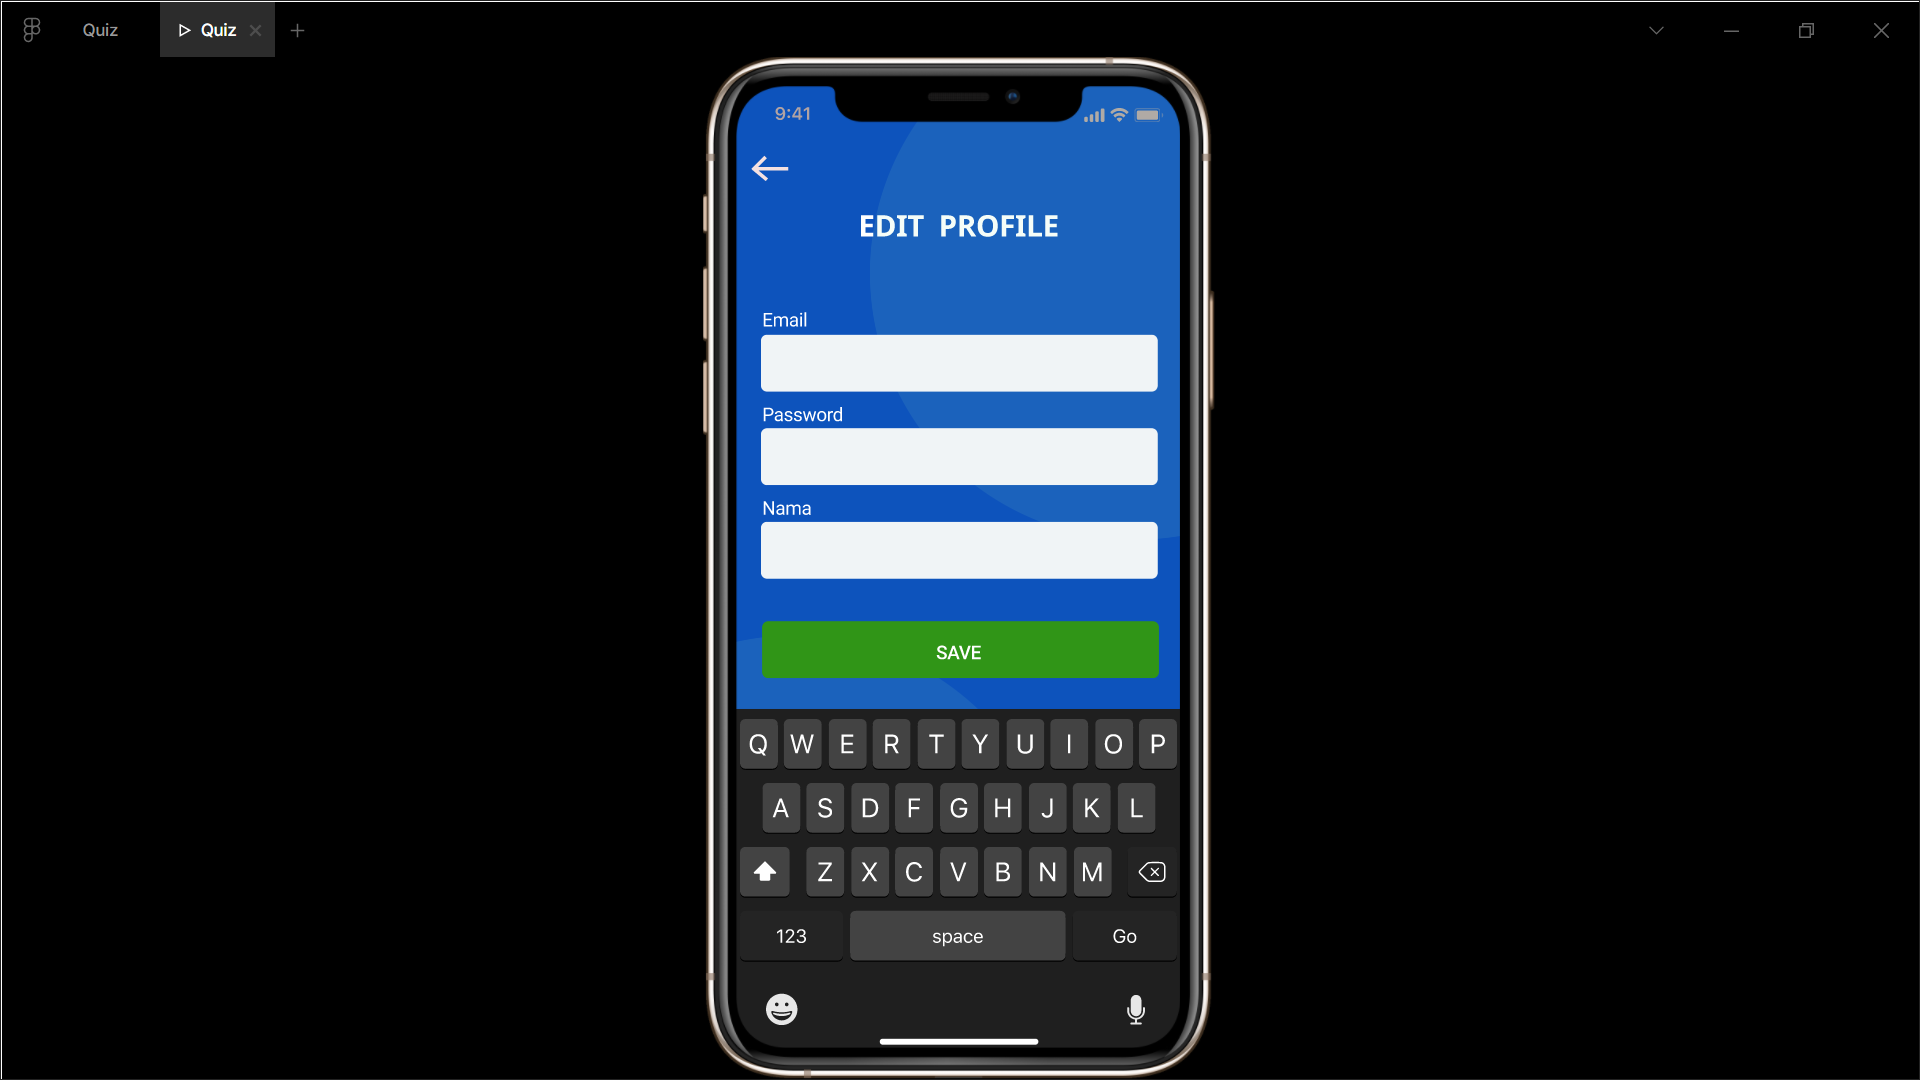 Quiz
Quiz
9:41
EDIT PROFILE
Email
Password
Nama
SAVE
Q W E R T Y U I O P
A S D F G H J K L
Z X C V B N M
123 space Go